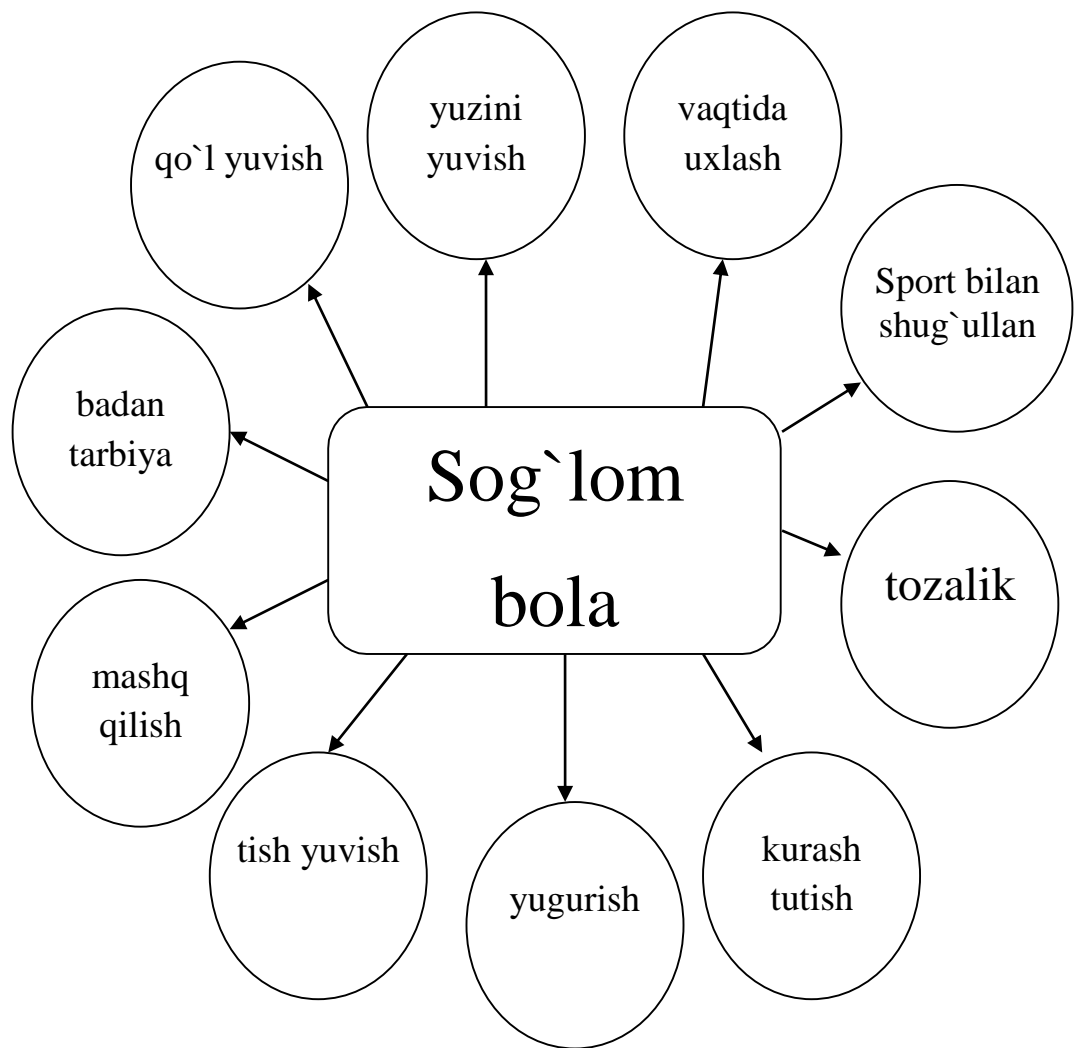 yuzini
yuvish
vaqtida
uxlash
qo`l yuvish
Sport bilan
shug`ullan
badan
tarbiya
Sog`lom
bola
tozalik
mashq
qilish
tish yuvish
yugurish
kurash
tutish